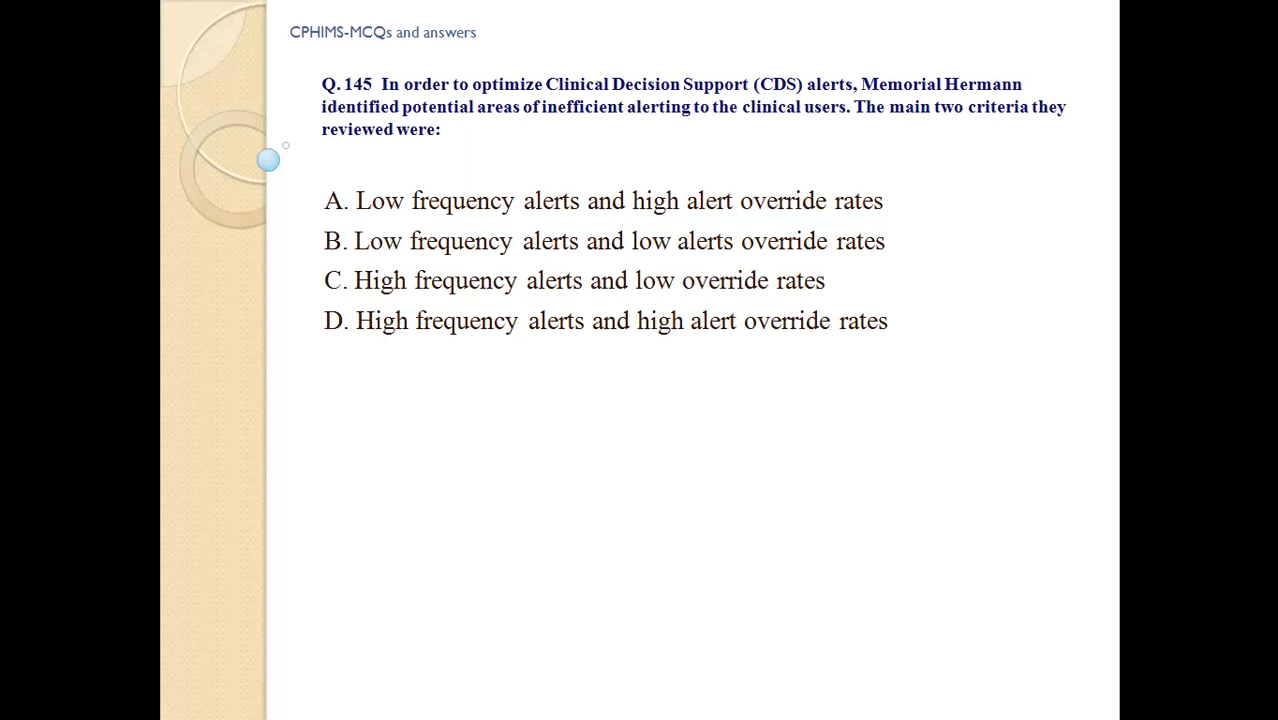 CPHIMS-MCQs and answers
Q. 145 In order to optimize Clinical Decision Support (CDS) alerts, Memorial Hermann
identified potential areas of inefficient alerting to the clinical users. The main two criteria they
reviewed were:
A. Low frequency alerts and high alert override rates
B. Low frequency alerts and low alerts override rates
C. High frequency alerts and low override rates
D. High frequency alerts and high alert override rates